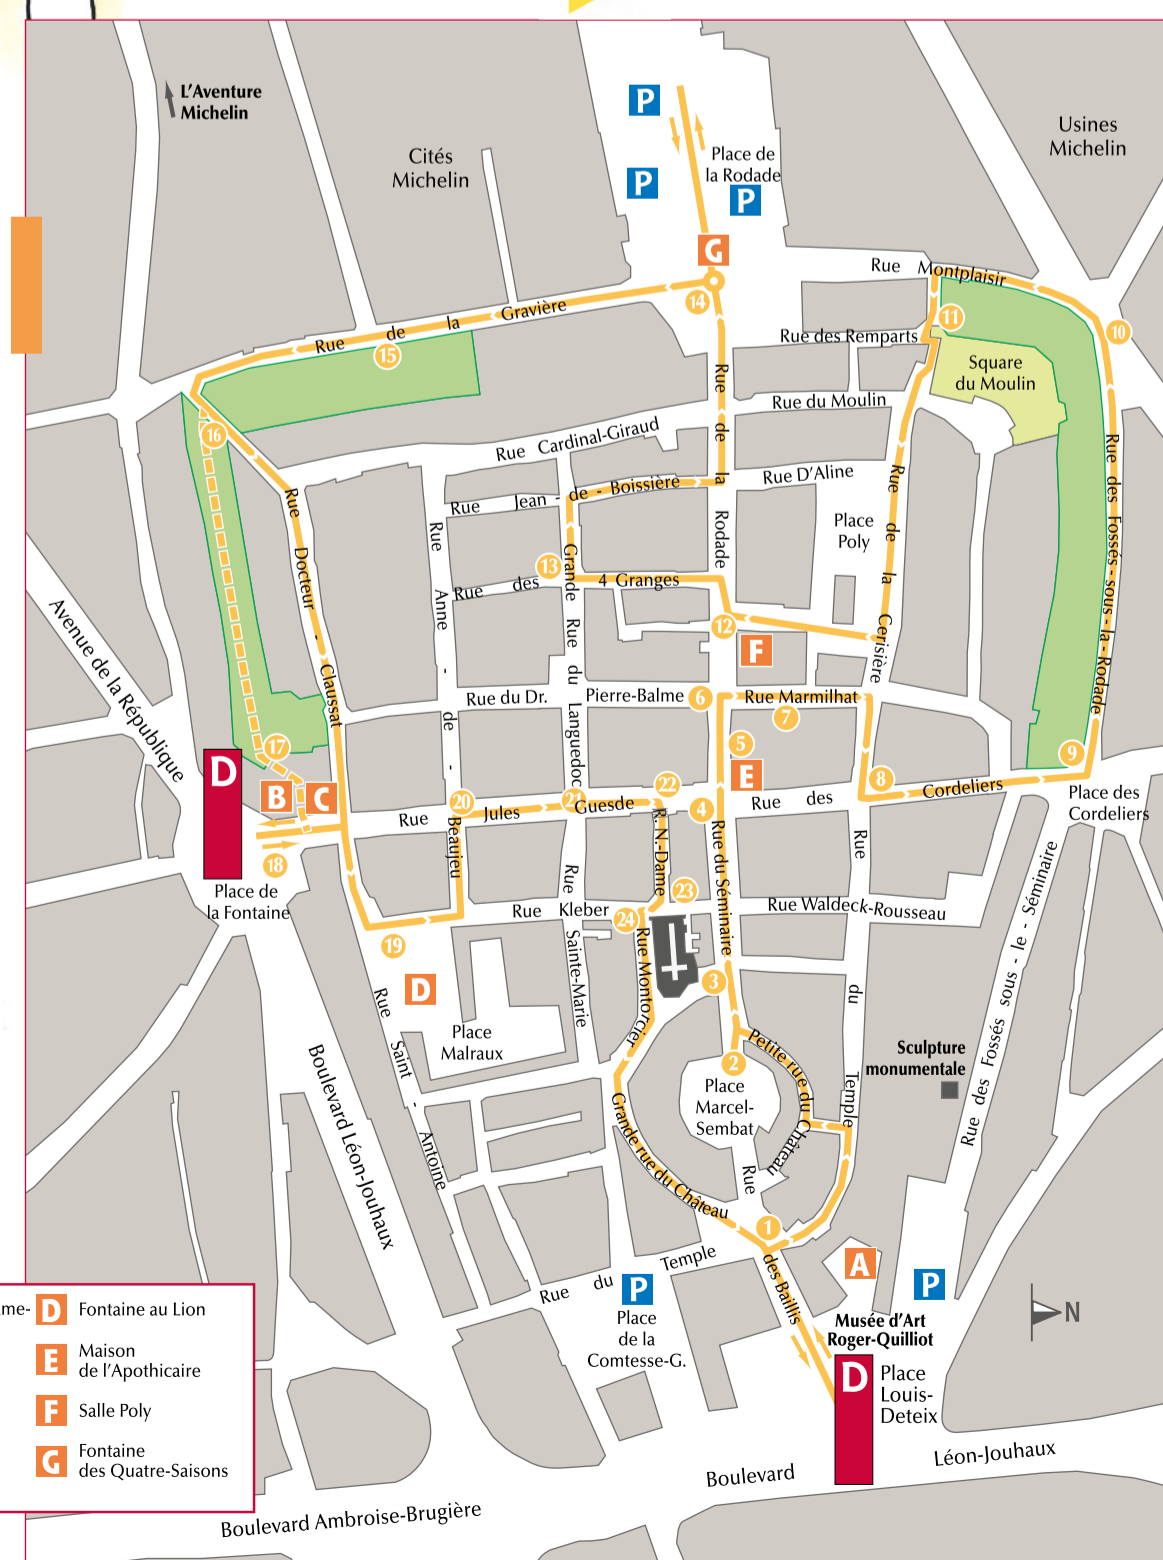 L'Aventure
Michelin
Cités
Michelin
P
P
P
Place de
la Rodade
Usines
Michelin
G
14
Rue Montplaisir
11
10
Rue des Remparts
Square
du Moulin
Rue de la Gravière
15
16
Rue du Moulin
Rue Cardinal-Giraud
Rue D'Aline
Rue Jean - de - Boissière
Rue de la Rodade
Place
Poly
Rue de la Cerisière
Rue des Fossés - sous - la - Rodade
Rue Docteur - Claussat
Rue Anne - de - Beaujeu
13
Rue des 4 Granges
Grande Rue du Languedoc
12
F
Avenue de la République
Rue du Dr. Pierre-Balme
6
Rue Marmilhat
7
5
E
17
D
B
C
18
Place de
la Fontaine
20
Rue Jules Guesde
21
22
4
Rue des Cordeliers
8
9
Place des
Cordeliers
R. N.-Dame
Rue du Séminaire
23
24
Rue Kleber
Rue Waldeck-Rousseau
19
D
Rue Sainte-Marie
Rue Montorcier
3
Place
Malraux
Rue Saint - Antoine
Boulevard Léon-Jouhaux
2
Place
Marcel-
Sembat
Petite rue du Château
Rue du Temple
Sculpture
monumentale
Rue des Fossés sous - le - Séminaire
Grande rue du Château
Rue des Baillis
1
Rue du Temple
P
Place
de la
Comtesse-G.
A
P
Musée d'Art
Roger-Quilliot
D
Place
Louis-
Deteix
N
Boulevard Léon-Jouhaux
Boulevard Ambroise-Brugière
me-
D Fontaine au Lion
E Maison
de l'Apothicaire
F Salle Poly
G Fontaine
des Quatre-Saisons